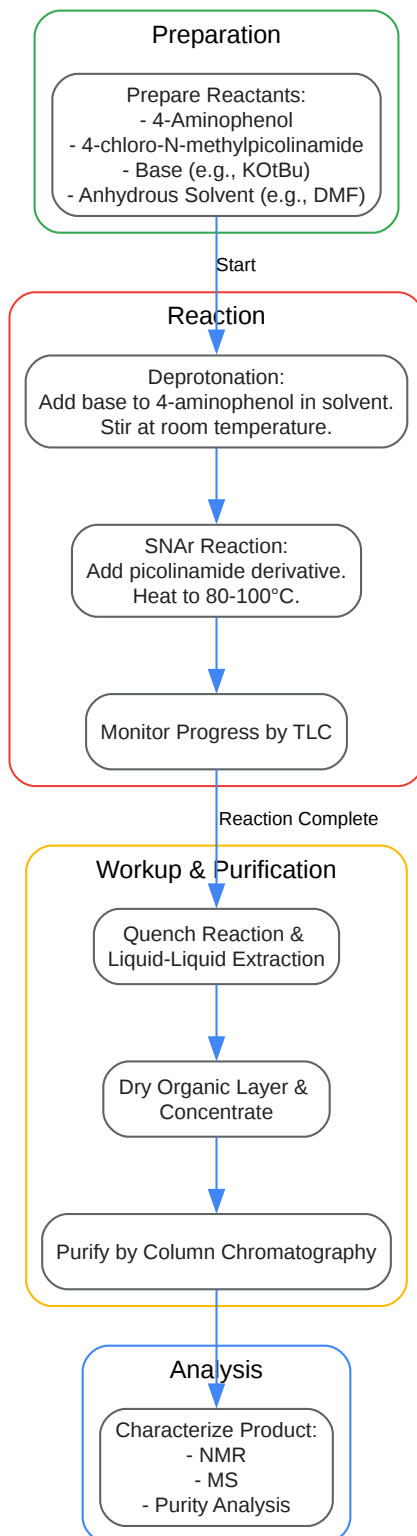 Preparation
Prepare Reactants:
- 4-Aminophenol
- 4-chloro-N-methylpicolinamide
- Base (e.g., KOtBu)
- Anhydrous Solvent (e.g., DMF)
Start
Reaction
Deprotonation:
Add base to 4-aminophenol in solvent.
Stir at room temperature.
SNAr Reaction:
Add picolinamide derivative.
Heat to 80-100°C.
Monitor Progress by TLC
Reaction Complete
Workup & Purification
Quench Reaction &
Liquid-Liquid Extraction
Dry Organic Layer &
Concentrate
Purify by Column Chromatography
Analysis
Characterize Product:
- NMR
- MS
- Purity Analysis